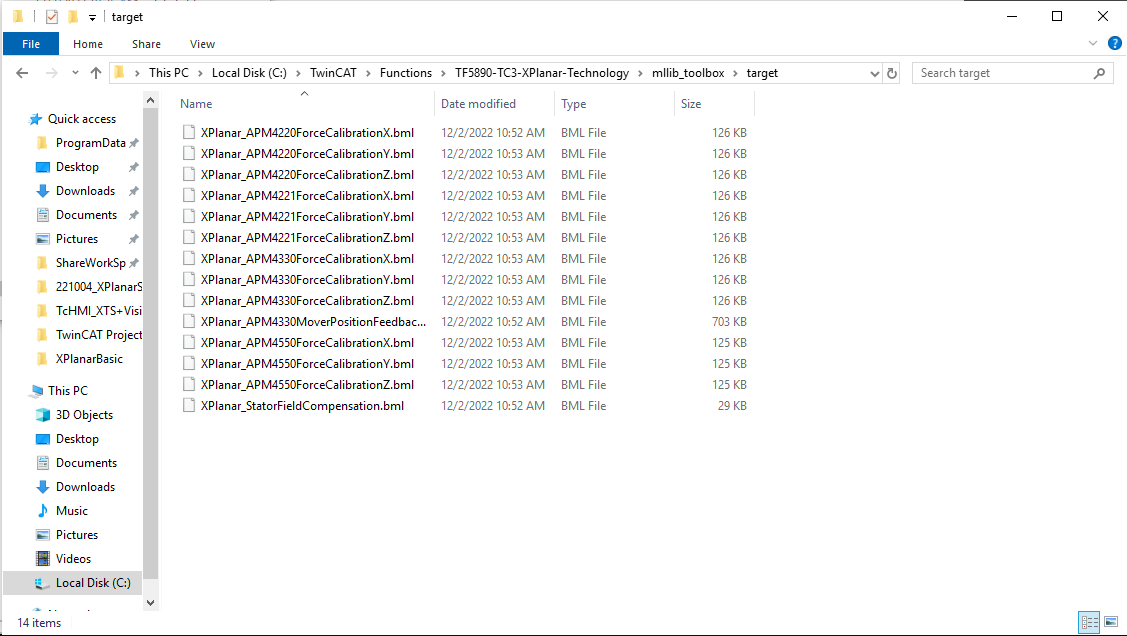 target
File Home Share View
This PC Local Disk (C:) TwinCAT Functions TF5890-TC3-XPlanar-Technology mllib_toolbox target Search target
Name Date modified Type Size
Quick access
ProgramData
Desktop
Downloads
Documents
Pictures
ShareWorkSp
221004_XPlanarS
TcHMI_XTS+Visi
TwinCAT Project
XPlanarBasic
This PC
3D Objects
Desktop
Documents
Downloads
Music
Pictures
Videos
Local Disk (C:)
XPlanar_APM4220ForceCalibrationX.bml 12/2/2022 10:52 AM BML File 126 KB
XPlanar_APM4220ForceCalibrationY.bml 12/2/2022 10:53 AM BML File 126 KB
XPlanar_APM4220ForceCalibrationZ.bml 12/2/2022 10:53 AM BML File 126 KB
XPlanar_APM4221ForceCalibrationX.bml 12/2/2022 10:53 AM BML File 126 KB
XPlanar_APM4221ForceCalibrationY.bml 12/2/2022 10:53 AM BML File 126 KB
XPlanar_APM4221ForceCalibrationZ.bml 12/2/2022 10:53 AM BML File 126 KB
XPlanar_APM4330ForceCalibrationX.bml 12/2/2022 10:53 AM BML File 126 KB
XPlanar_APM4330ForceCalibrationY.bml 12/2/2022 10:53 AM BML File 126 KB
XPlanar_APM4330ForceCalibrationZ.bml 12/2/2022 10:53 AM BML File 126 KB
XPlanar_APM4330MoverPositionFeedbac... 12/2/2022 10:52 AM BML File 703 KB
XPlanar_APM4550ForceCalibrationX.bml 12/2/2022 10:53 AM BML File 125 KB
XPlanar_APM4550ForceCalibrationY.bml 12/2/2022 10:53 AM BML File 125 KB
XPlanar_APM4550ForceCalibrationZ.bml 12/2/2022 10:53 AM BML File 125 KB
XPlanar_StatorFieldCompensation.bml 12/2/2022 10:52 AM BML File 29 KB
14 items